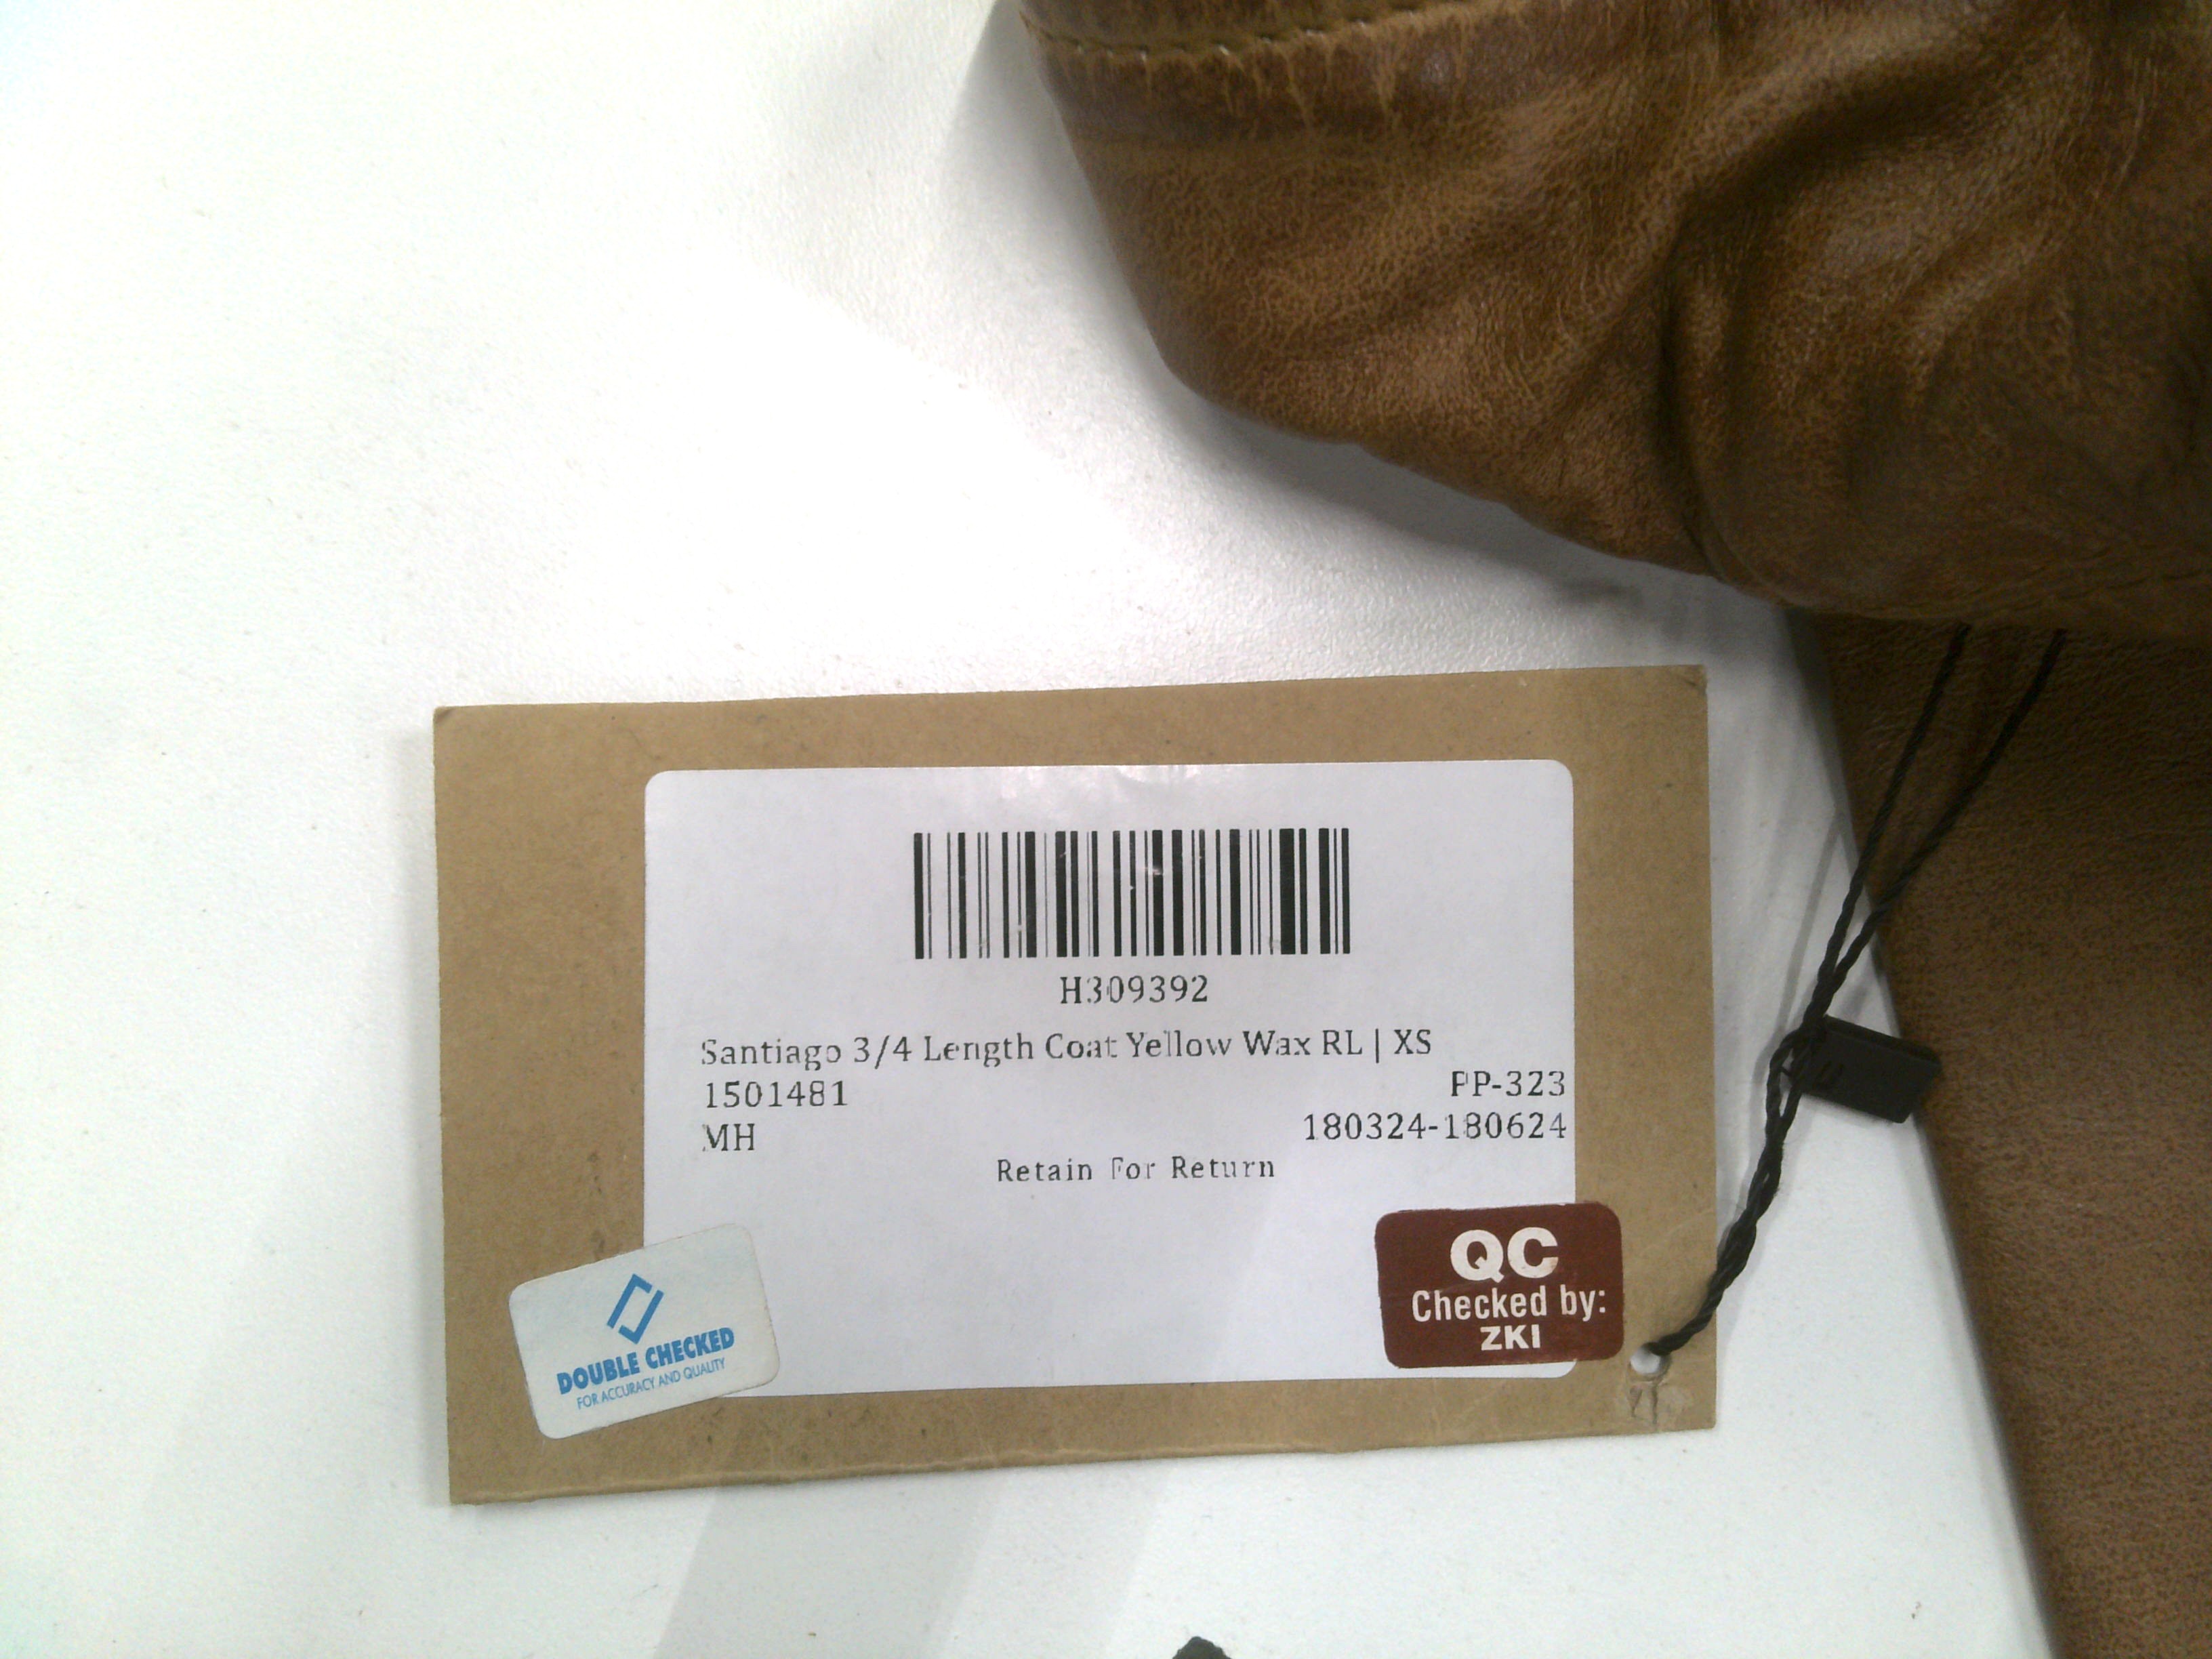 H309392
Santiago 3/4 Length Coat Yellow Wax RL | XS
1501481
PP-323
MH
180324-180624
Retain For Return
QC
Checked by:
ZKI
DOUBLE CHECKED
FOR ACCURACY AND QUALITY